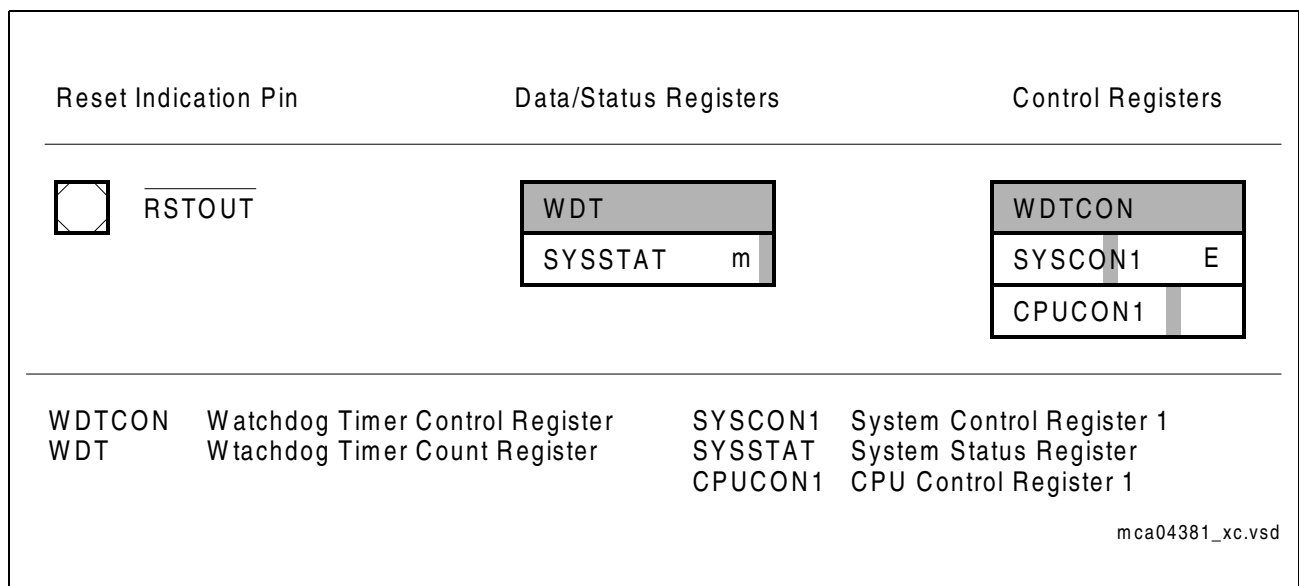 Reset Indication Pin Data/Status Registers Control Registers
RSTOUT WDT WDTCON
SYSSTAT m SYSCON1 E
CPUCON1
WDTCON Watchdog Timer Control Register SYSCON1 System Control Register 1
WDT Wtachdog Timer Count Register SYSSTAT System Status Register
CPUCON1 CPU Control Register 1
mca04381_xc.vsd